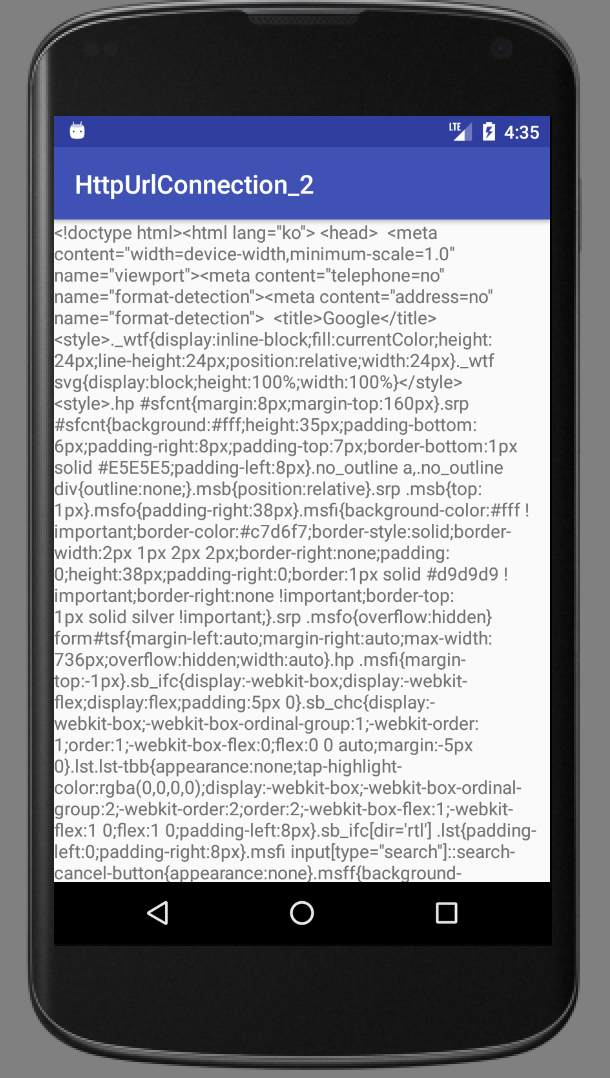 LTE 4:35
HttpUrlConnection_2
<!doctype html><html lang="ko"> <head>  <meta
content="width=device-width,minimum-scale=1.0"
name="viewport"><meta content="telephone=no"
name="format-detection"><meta content="address=no"
name="format-detection">  <title>Google</title>
<style>._wtf{display:inline-block;fill:currentColor;height:
24px;line-height:24px;position:relative;width:24px}._wtf
svg{display:block;height:100%;width:100%}</style>
<style>.hp #sfcnt{margin:8px;margin-top:160px}.srp
#sfcnt{background:#fff;height:35px;padding-bottom:
6px;padding-right:8px;padding-top:7px;border-bottom:1px
solid #E5E5E5;padding-left:8px}.no_outline a,.no_outline
div{outline:none;}.msb{position:relative}.srp .msb{top:
1px}.msfo{padding-right:38px}.msfi{background-color:#fff !
important;border-color:#c7d6f7;border-style:solid;border-
width:2px 1px 2px 2px;border-right:none;padding:
0;height:38px;padding-right:0;border:1px solid #d9d9d9 !
important;border-right:none !important;border-top:
1px solid silver !important;}.srp .msfo{overflow:hidden}
form#tsf{margin-left:auto;margin-right:auto;max-width:
736px;overflow:hidden;width:auto}.hp .msfi{margin-
top:-1px}.sb_ifc{display:-webkit-box;display:-webkit-
flex;display:flex;padding:5px 0}.sb_chc{display:-
webkit-box;-webkit-box-ordinal-group:1;-webkit-order:
1;order:1;-webkit-box-flex:0;flex:0 0 auto;margin:-5px
0}.lst.lst-tbb{appearance:none;tap-highlight-
color:rgba(0,0,0,0);display:-webkit-box;-webkit-box-ordinal-
group:2;-webkit-order:2;order:2;-webkit-box-flex:1;-webkit-
flex:1 0;flex:1 0;padding-left:8px}.sb_ifc[dir='rtl'] .lst{padding-
left:0;padding-right:8px}.msfi input[type="search"]::search-
cancel-button{appearance:none}.msff{background-